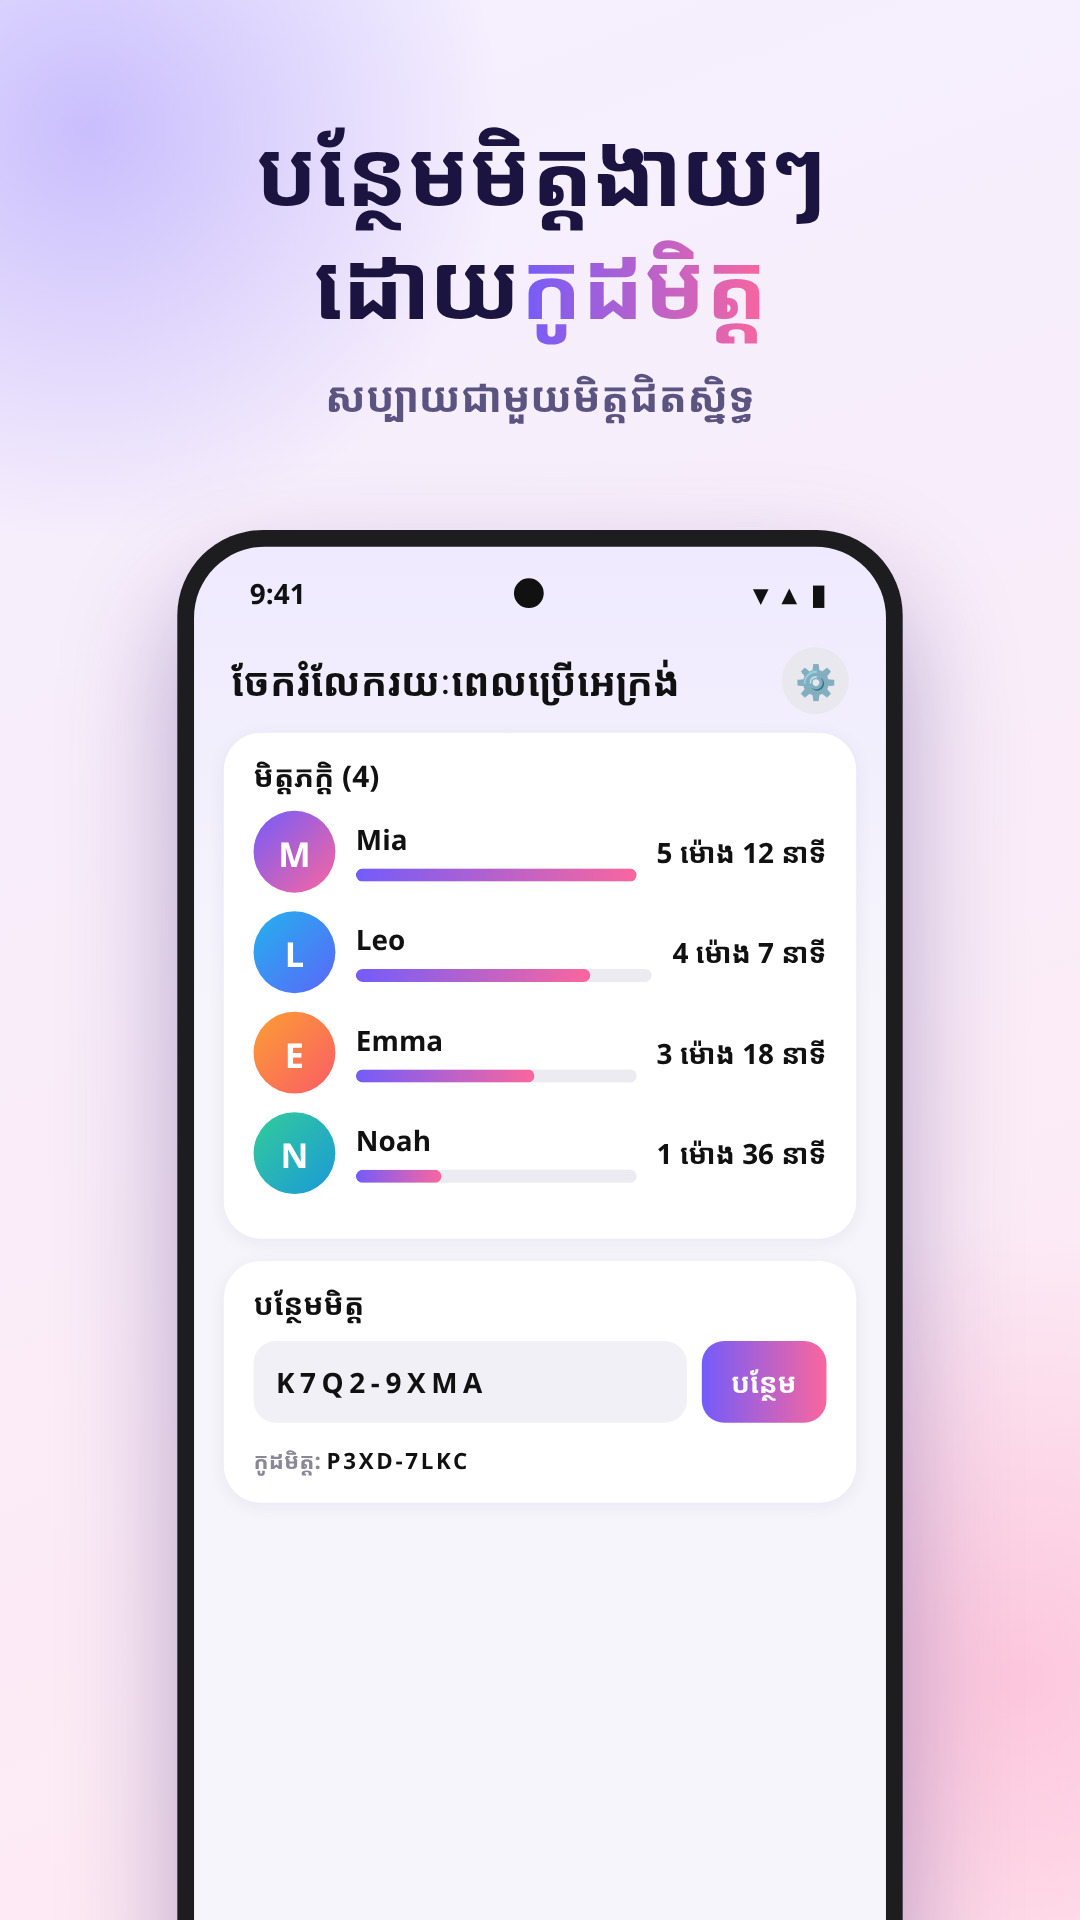 បន្ថែមមិត្តងាយៗ
ដោយកូដមិត្ត
សប្បាយជាមួយមិត្តជិតស្និទ្ធ
9:41
ចែករំលែករយៈពេលប្រើអេក្រង់
មិត្តភក្តិ (4)
M Mia 5 ម៉ោង 12 នាទី
L Leo 4 ម៉ោង 7 នាទី
E Emma 3 ម៉ោង 18 នាទី
N Noah 1 ម៉ោង 36 នាទី
បន្ថែមមិត្ត
K7Q2-9XMA បន្ថែម
កូដមិត្ត: P3XD-7LKC